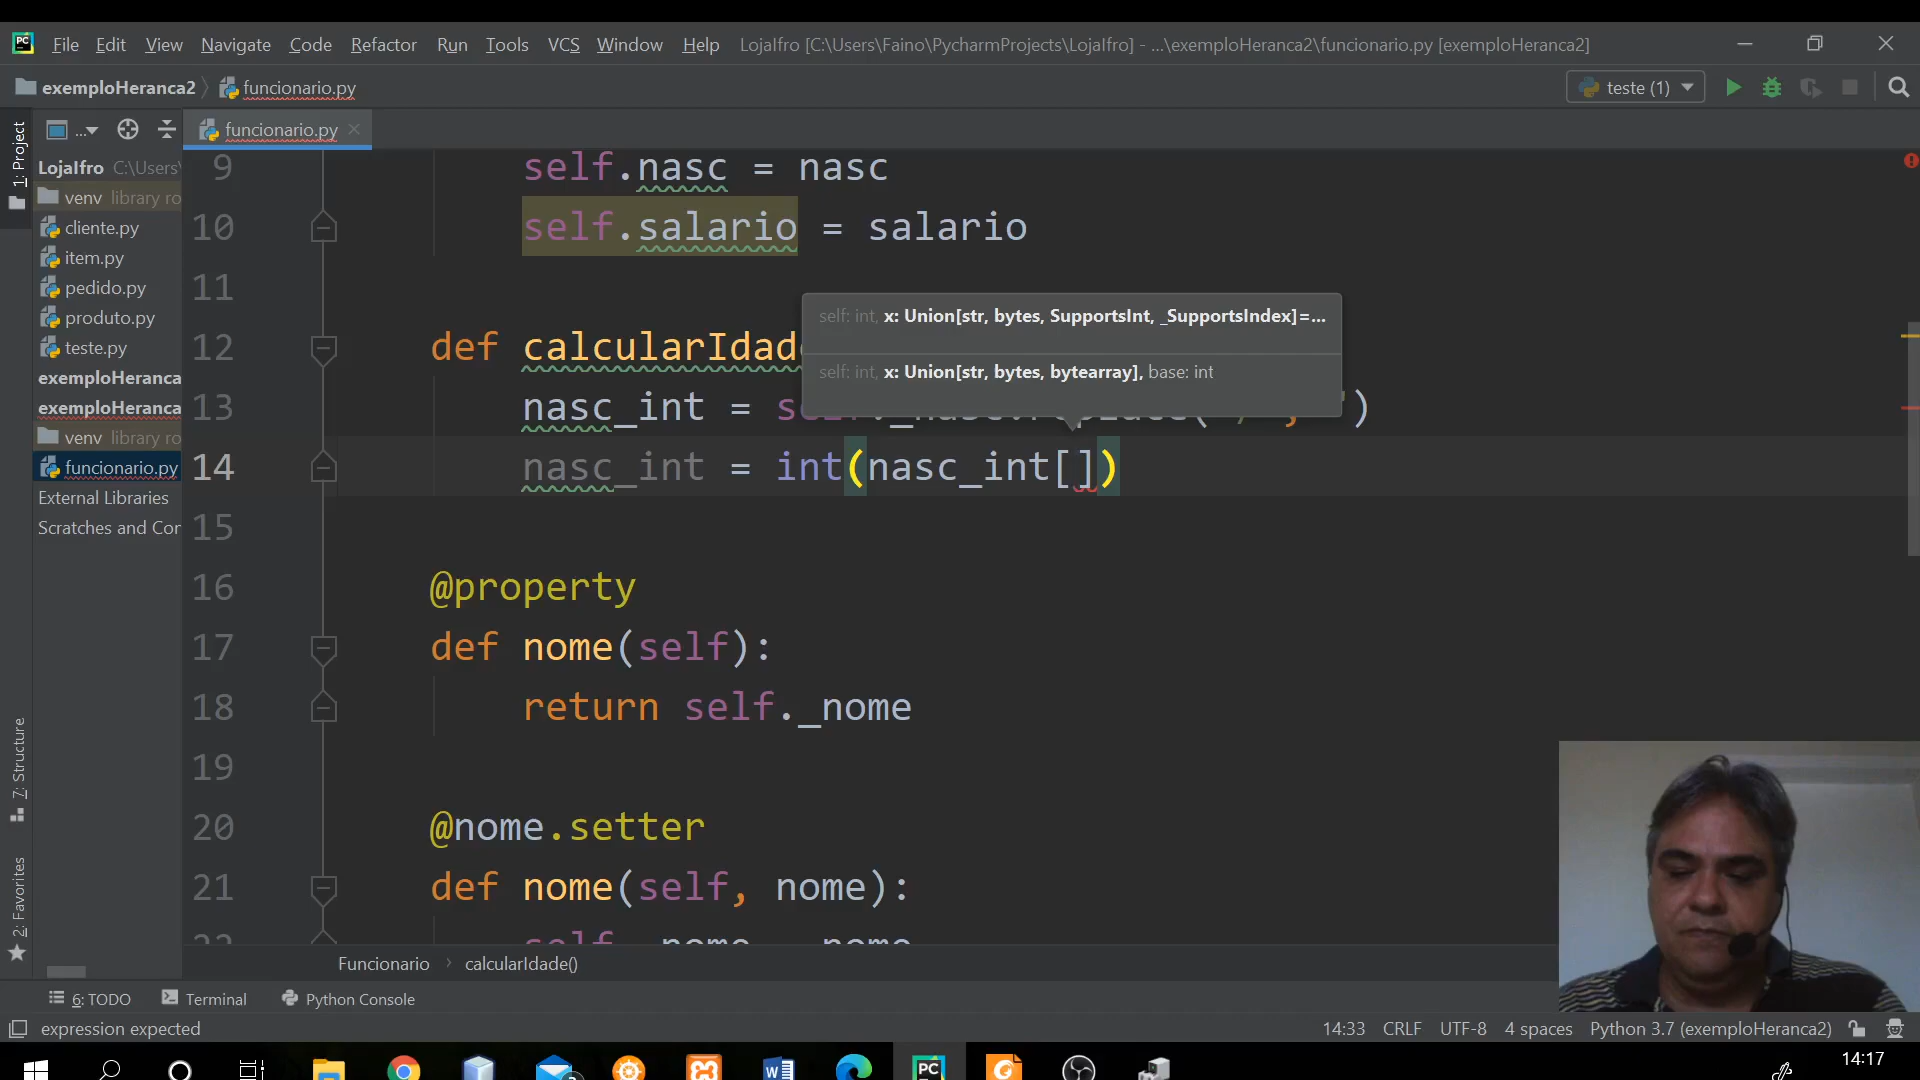 File Edit View Navigate Code Refactor Run Tools VCS Window Help LojaIfro [C:\Users\Faino\PycharmProjects\LojaIfro] - ...\exemploHeranca2\funcionario.py [exemploHeranca2]
exemploHeranca2 funcionario.py teste (1)
1: Project
...
funcionario.py
LojaIfro C:\Users\
venv library ro
cliente.py
item.py
pedido.py
produto.py
teste.py
exemploHeranca
exemploHeranca
venv library ro
funcionario.py
External Libraries
Scratches and Cor
7: Structure
2: Favorites
9 self.nasc = nasc
10 self.salario = salario
11
self: int, x: Union[str, bytes, SupportsInt, _SupportsIndex]=...
self: int, x: Union[str, bytes, bytearray], base: int
12 def calcularIdad
13 nasc_int =
14 nasc_int = int(nasc_int[])
15
16 @property
17 def nome(self):
18 return self._nome
19
20 @nome.setter
21 def nome(self, nome):
22
Funcionario calcularIdade()
6: TODO Terminal Python Console
expression expected 14:33 CRLF UTF-8 4 spaces Python 3.7 (exemploHeranca2)
14:17